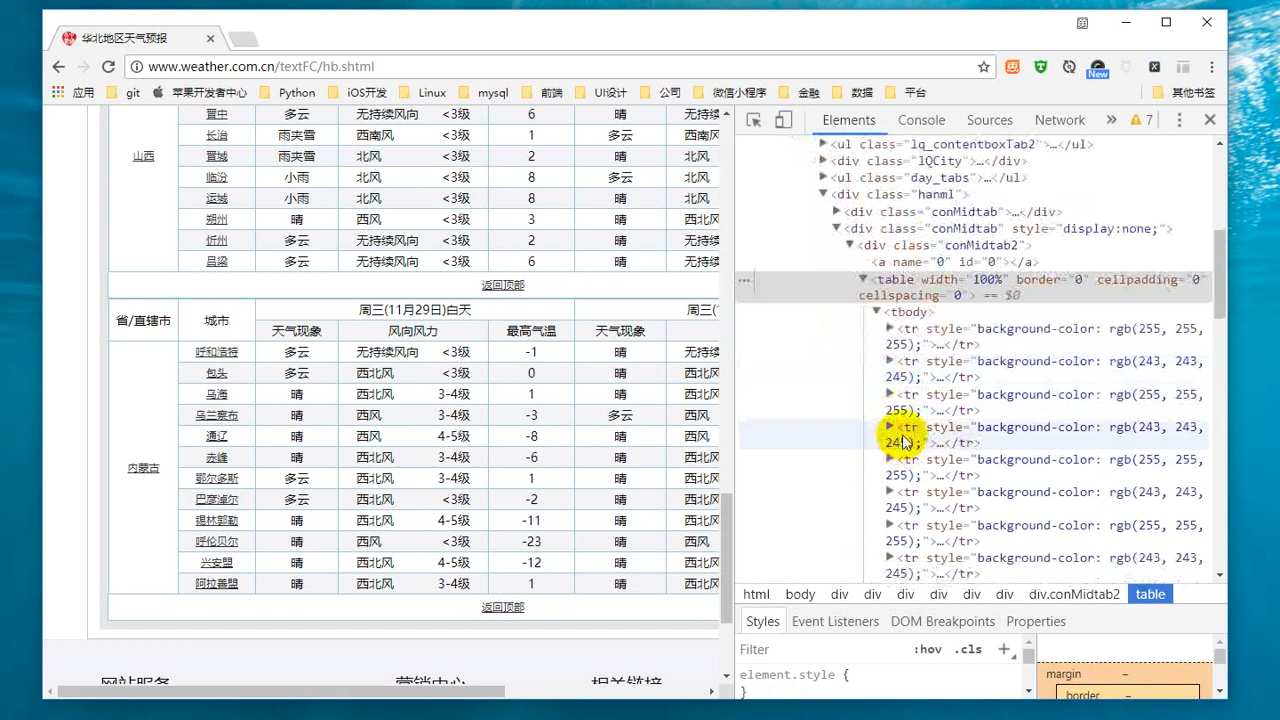 华北地区天气预报
www.weather.com.cn/textFC/hb.shtml
New
应用 git 苹果开发者中心 Python iOS开发 Linux mysql 前端 UI设计 公司 微信小程序 金融 数据 平台 其他书签
晋中 多云 无持续风向 <3级 6 晴 无持续
长治 雨夹雪 西南风 <3级 1 多云 西南风
山西
晋城 雨夹雪 北风 <3级 2 晴 北风
临汾 小雨 北风 <3级 8 多云 北风
运城 小雨 北风 <3级 8 晴 北风
朔州 晴 西风 <3级 3 晴 西北风
忻州 多云 无持续风向 <3级 2 晴 无持续
吕梁 多云 无持续风向 <3级 6 晴 无持续
返回顶部
省/直辖市 城市 周三(11月29日)白天 周三(1
天气现象 风向风力 最高气温 天气现象
呼和浩特 多云 无持续风向 <3级 -1 晴 无持续
包头 多云 西北风 <3级 0 晴 西北风
乌海 晴 西北风 3-4级 1 晴 西北风
乌兰察布 晴 西风 3-4级 -3 多云 西风
通辽 晴 西风 4-5级 -8 晴 西北风
内蒙古
赤峰 晴 西风 4-5级 -6 晴 西北风
鄂尔多斯 多云 西北风 3-4级 1 晴 西北风
巴彦淖尔 多云 西风 <3级 -2 晴 西北风
锡林郭勒 晴 西北风 4-5级 -11 晴 西北风
呼伦贝尔 晴 西风 <3级 -23 晴 西风
兴安盟 晴 西北风 4-5级 -12 晴 西北风
阿拉善盟 晴 西北风 3-4级 1 晴 西北风
返回顶部
网站服务 营销中心 相关链接
Elements Console Sources Network » 7
<ul class="lq_contentboxTab2">…</ul>
<div class="lQCity">…</div>
<ul class="day_tabs">…</ul>
<div class="hanml">
<div class="conMidtab">…</div>
<div class="conMidtab" style="display:none;">
<div class="conMidtab2">
<a name="0" id="0"></a>
<table width="100%" border="0" cellpadding="0"
cellspacing="0"> == $0
<tbody>
<tr style="background-color: rgb(255, 255,
255);">…</tr>
<tr style="background-color: rgb(243, 243,
245);">…</tr>
<tr style="background-color: rgb(255, 255,
255);">…</tr>
<tr style="background-color: rgb(243, 243,
245);">…</tr>
<tr style="background-color: rgb(255, 255,
255);">…</tr>
<tr style="background-color: rgb(243, 243,
245);">…</tr>
<tr style="background-color: rgb(255, 255,
255);">…</tr>
<tr style="background-color: rgb(243, 243,
245);">…</tr>
html body div div div div div div div.conMidtab2 table
Styles Event Listeners DOM Breakpoints Properties
Filter :hov .cls +
element.style {
}
margin –
border –